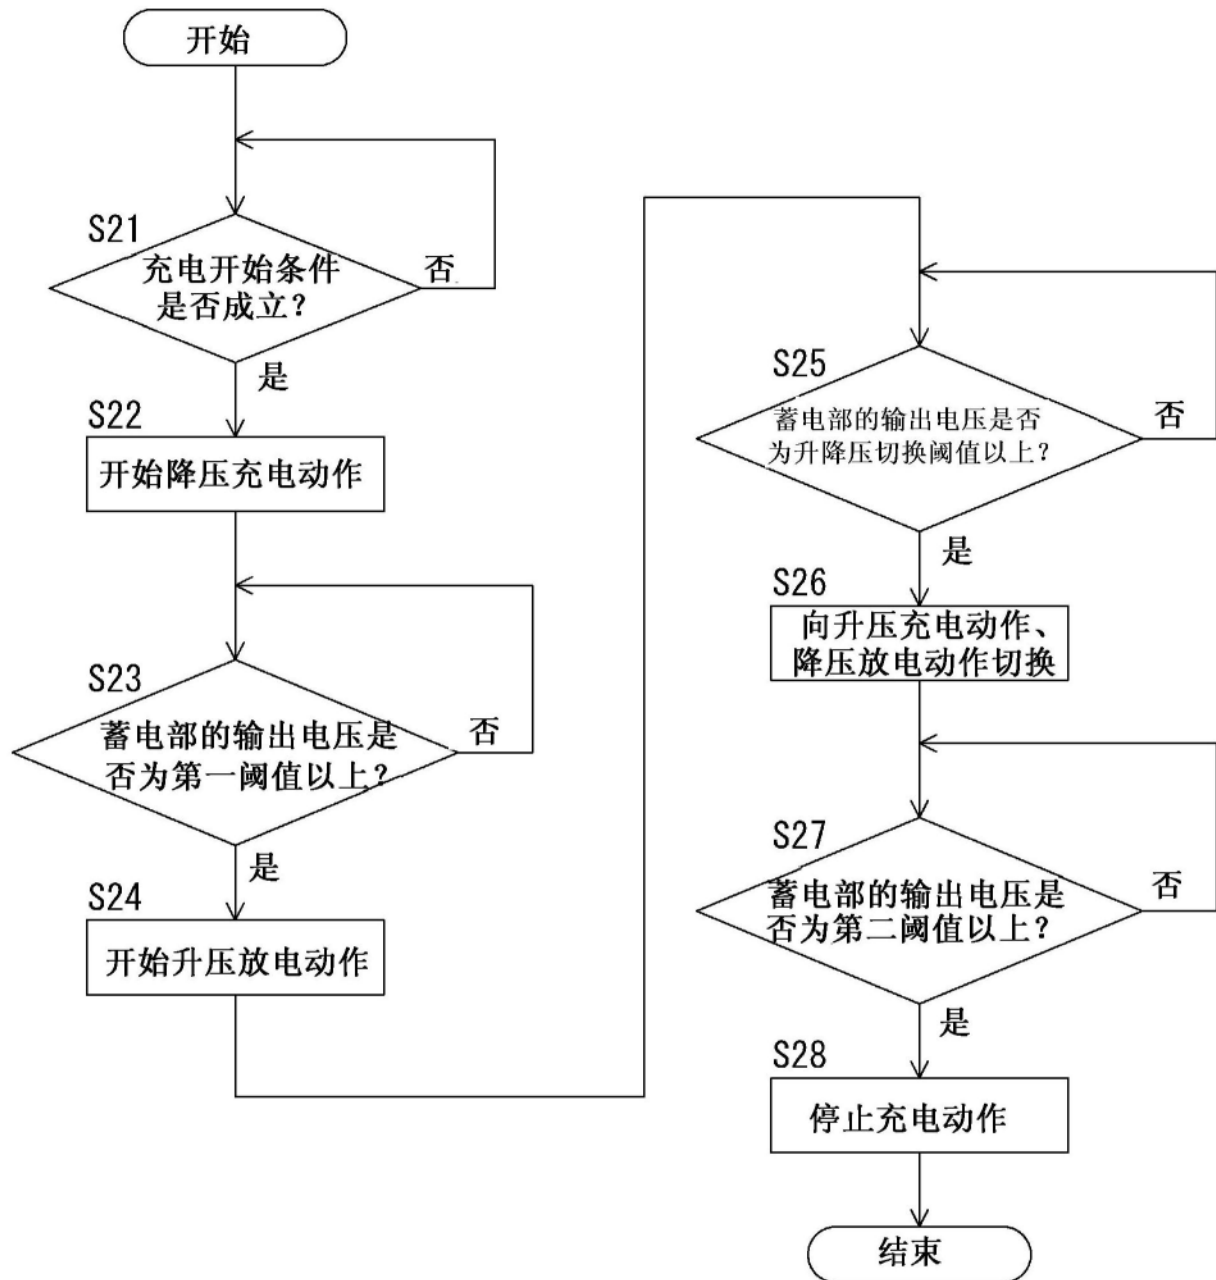 开始
S21
充电开始条件
是否成立?
否
是
S22
开始降压充电动作
S23
蓄电部的输出电压是
否为第一阈值以上?
否
是
S24
开始升压放电动作
S25
蓄电部的输出电压是否
为升降压切换阈值以上?
否
是
S26
向升压充电动作、
降压放电动作切换
S27
蓄电部的输出电压是
否为第二阈值以上?
否
是
S28
停止充电动作
结束